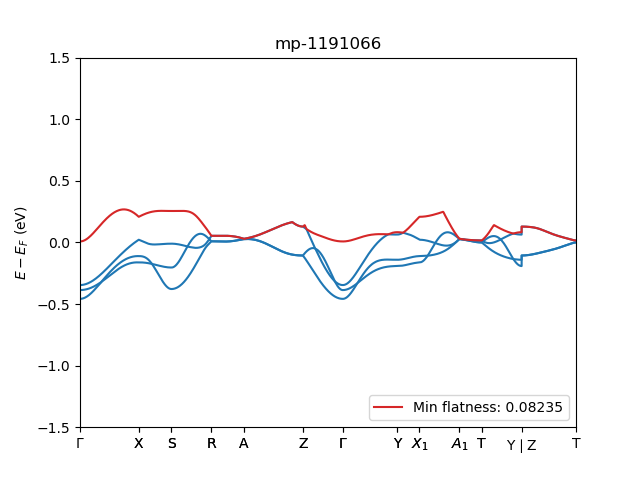 mp-1191066
1.5
1.0
0.5
0.0
−0.5
−1.0
−1.5
E − E_F (eV)
Min flatness: 0.08235
Γ X S R A Z Γ Y X₁ A₁ T Y | Z T